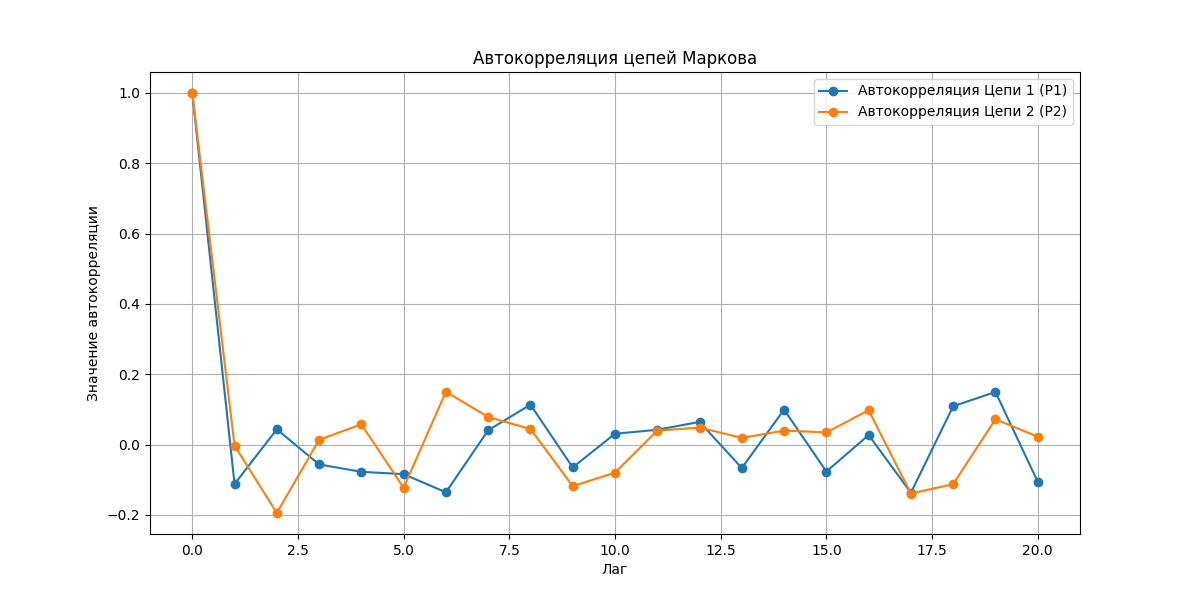 Автокорреляция цепей Маркова
Автокорреляция Цепи 1 (P1)
Автокорреляция Цепи 2 (P2)
Значение автокорреляции
1.0
0.8
0.6
0.4
0.2
0.0
−0.2
0.0 2.5 5.0 7.5 10.0 12.5 15.0 17.5 20.0
Лаг